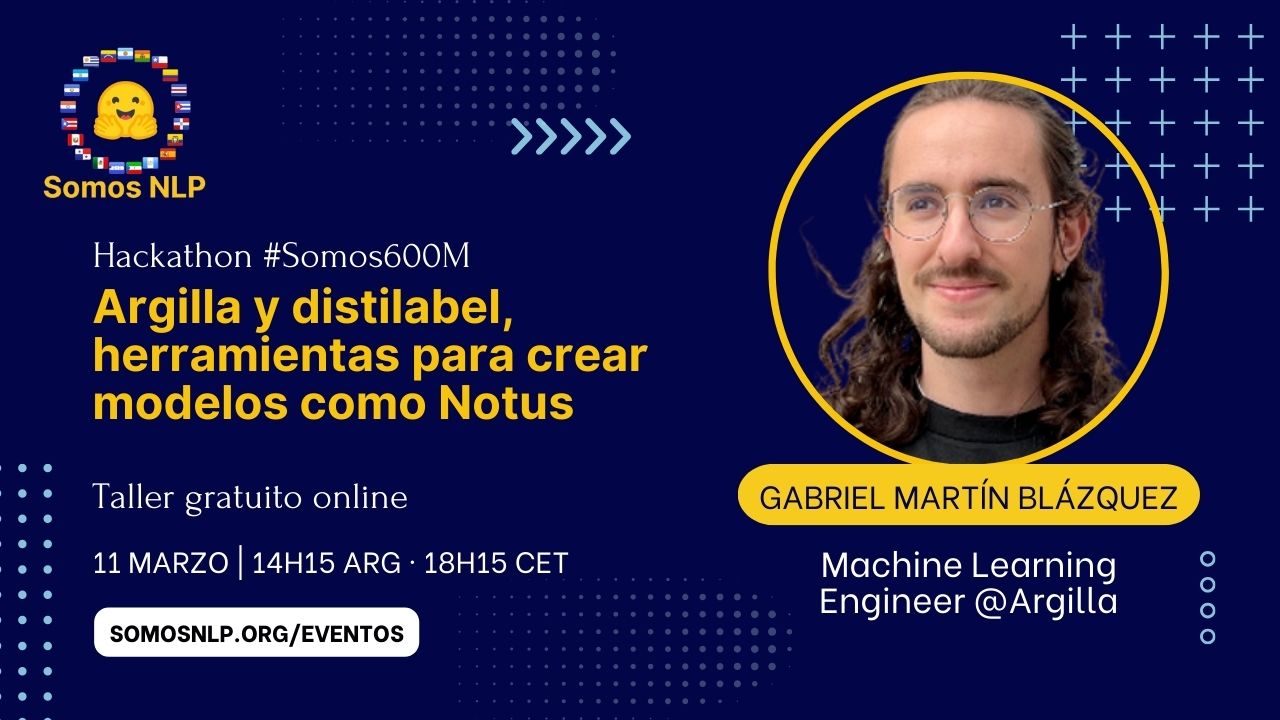 Somos NLP
Hackathon #Somos600M
Argilla y distilabel,
herramientas para crear
modelos como Notus
Taller gratuito online
11 MARZO | 14H15 ARG · 18H15 CET
SOMOSNLP.ORG/EVENTOS
GABRIEL MARTÍN BLÁZQUEZ
Machine Learning
Engineer @Argilla